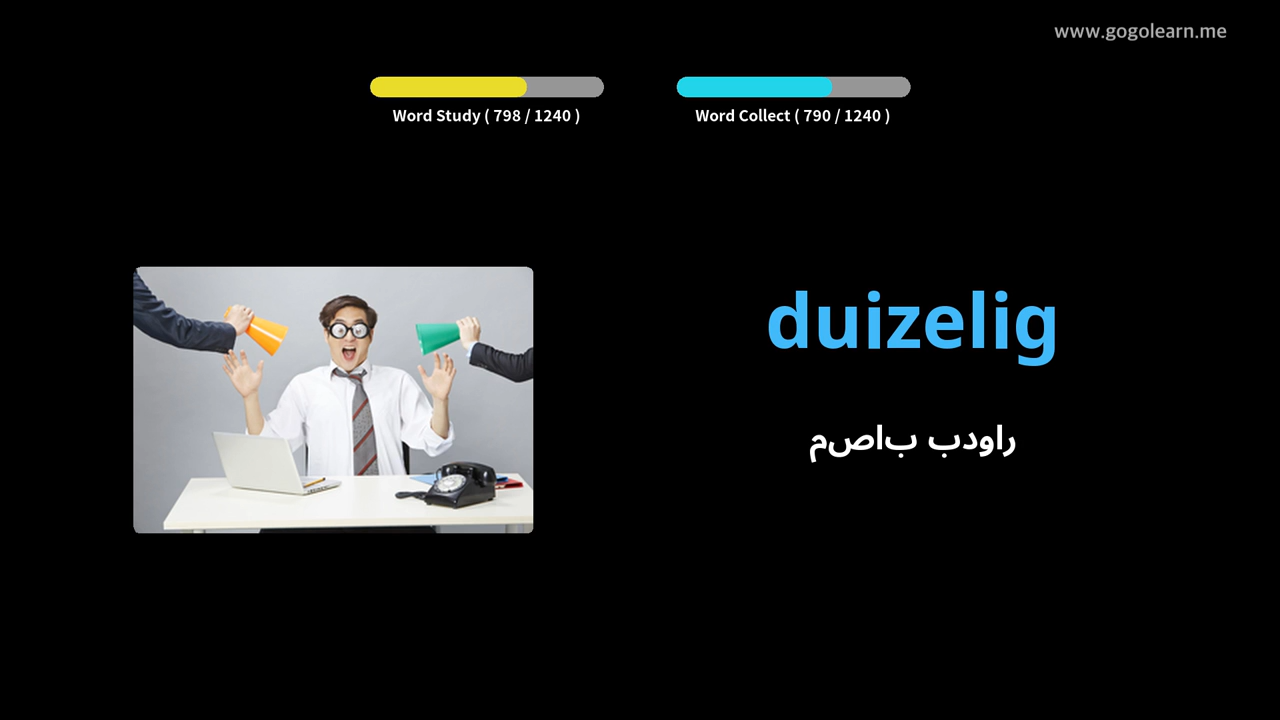 www.gogolearn.me
Word Study ( 798 / 1240 )
Word Collect ( 790 / 1240 )
duizelig
راودب باصم